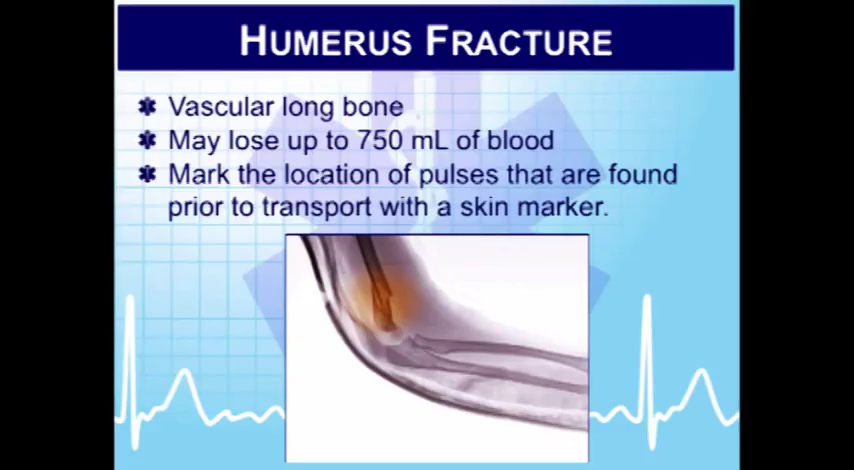 HUMERUS FRACTURE
Vascular long bone
May lose up to 750 mL of blood
Mark the location of pulses that are found
prior to transport with a skin marker.